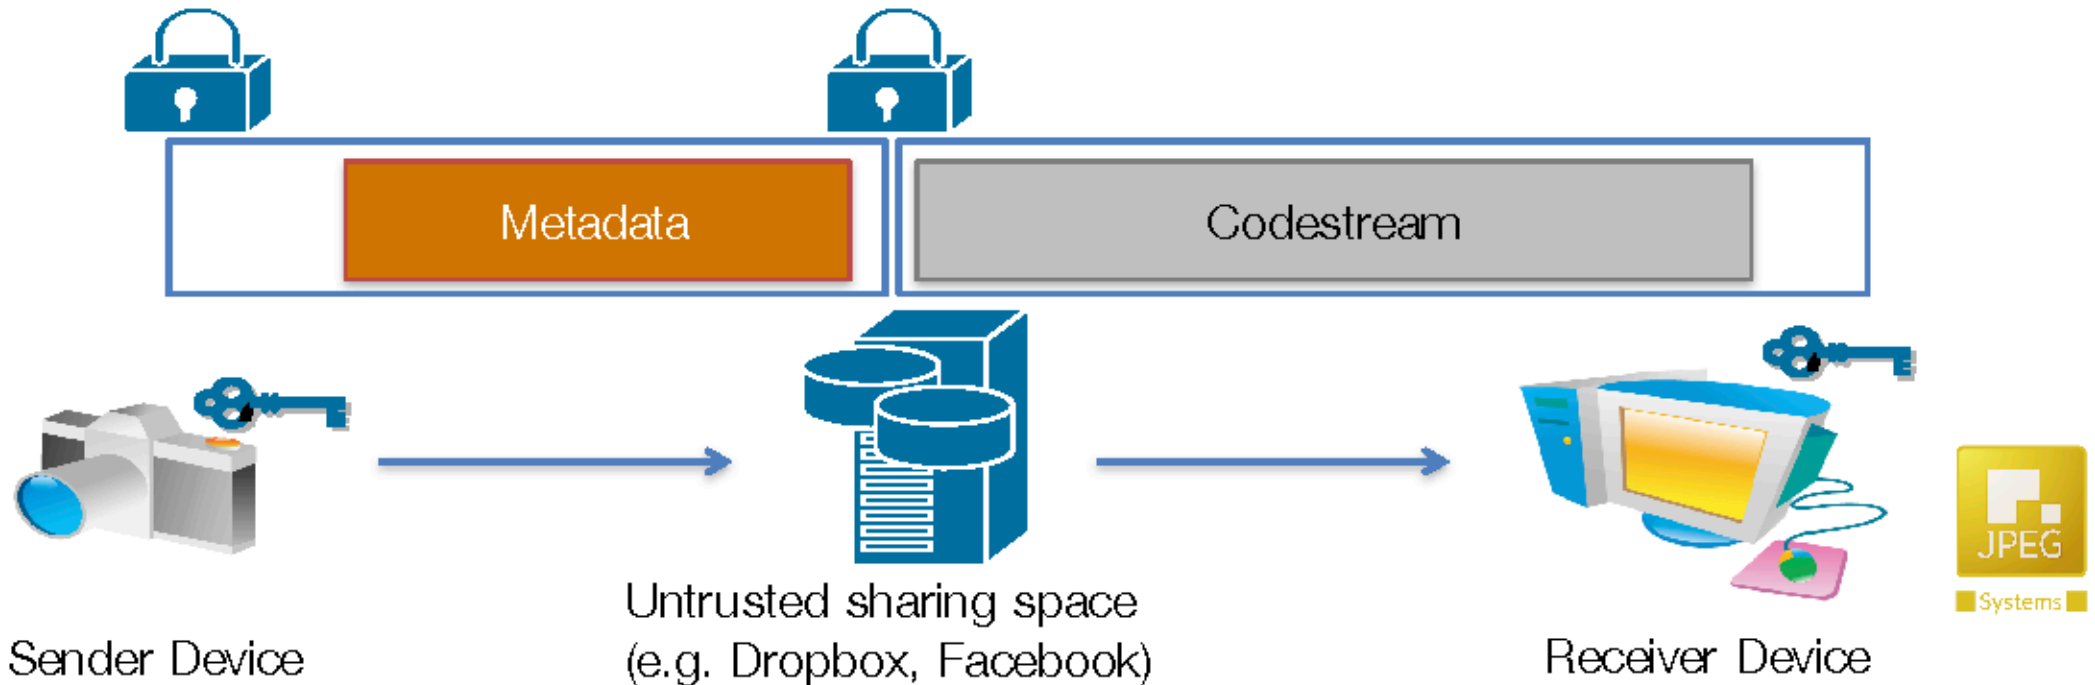 Metadata
Codestream
Untrusted sharing space
(e.g. Dropbox, Facebook)
Sender Device
Receiver Device
JPEG
Systems